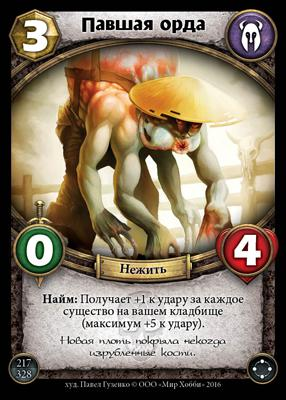 3
Павшая орда
0
4
Нежить
Найм: Получает +1 к удару за каждое
существо на вашем кладбище
(максимум +5 к удару).
Новая плоть покрыла некогда
изрубленные кости.
217
328
худ. Павел Гузенко © ООО «Мир Хобби» 2016